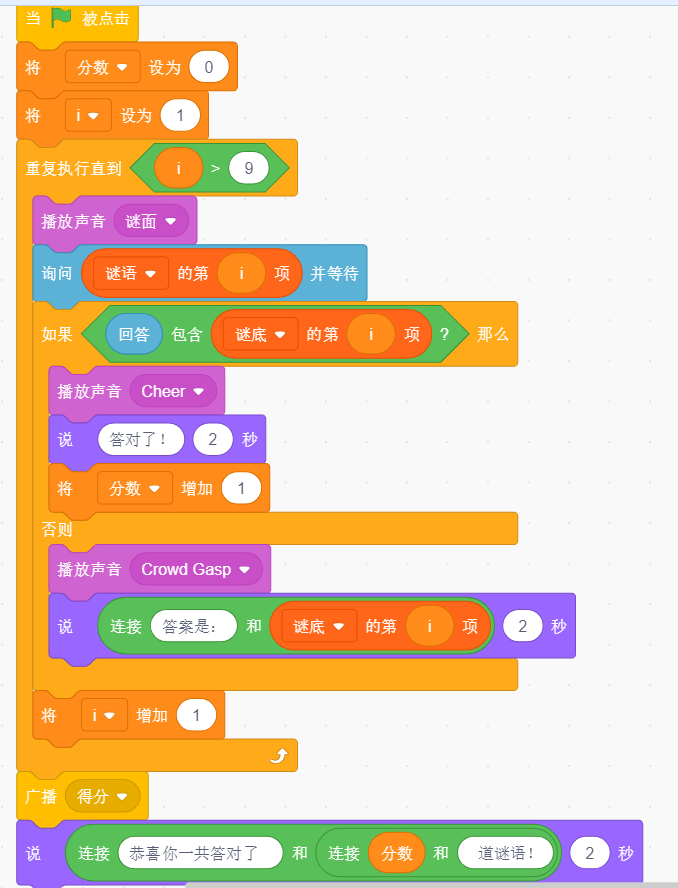 当 被点击
将 分数 设为 0
将 i 设为 1
重复执行直到 i > 9
播放声音 谜面
询问 谜语 的第 i 项 并等待
如果 回答 包含 谜底 的第 i 项 ? 那么
播放声音 Cheer
说 答对了！ 2 秒
将 分数 增加 1
否则
播放声音 Crowd Gasp
说 连接 答案是： 和 谜底 的第 i 项 2 秒
将 i 增加 1
广播 得分
说 连接 恭喜你一共答对了 和 连接 分数 和 道谜语！ 2 秒